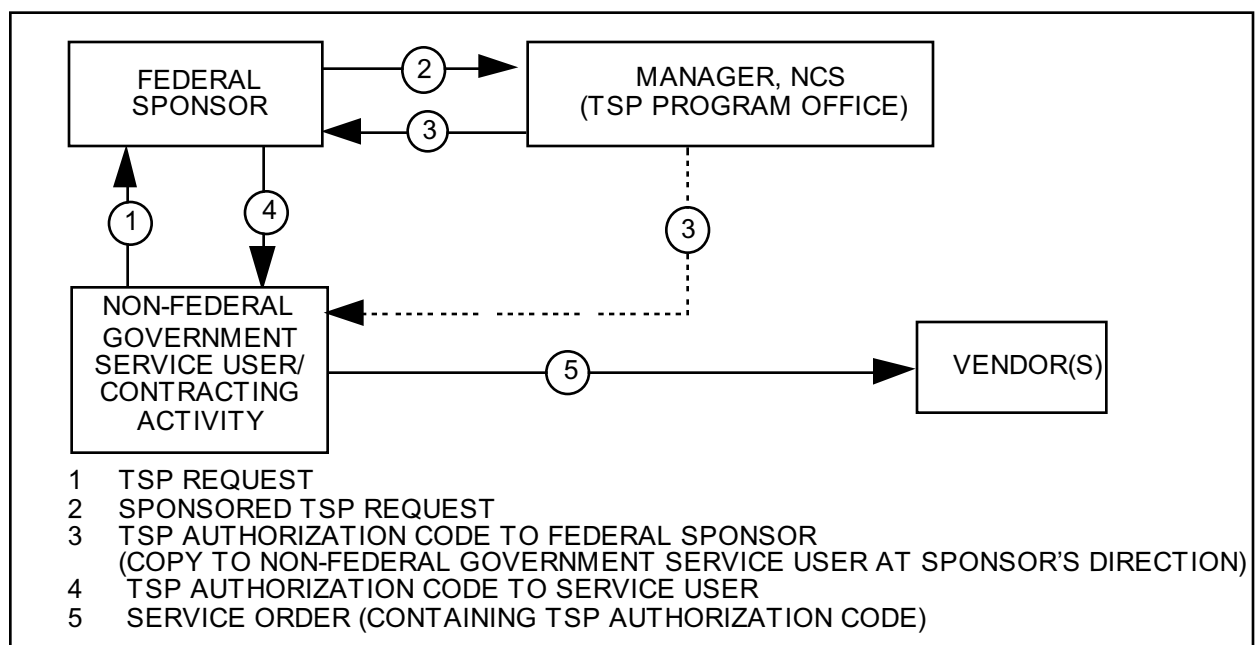 FEDERAL
SPONSOR
2
MANAGER, NCS
(TSP PROGRAM OFFICE)
3
1
4
3
NON-FEDERAL
GOVERNMENT
SERVICE USER/
CONTRACTING
ACTIVITY
5
VENDOR(S)
1 TSP REQUEST
2 SPONSORED TSP REQUEST
3 TSP AUTHORIZATION CODE TO FEDERAL SPONSOR
(COPY TO NON-FEDERAL GOVERNMENT SERVICE USER AT SPONSOR'S DIRECTION)
4 TSP AUTHORIZATION CODE TO SERVICE USER
5 SERVICE ORDER (CONTAINING TSP AUTHORIZATION CODE)